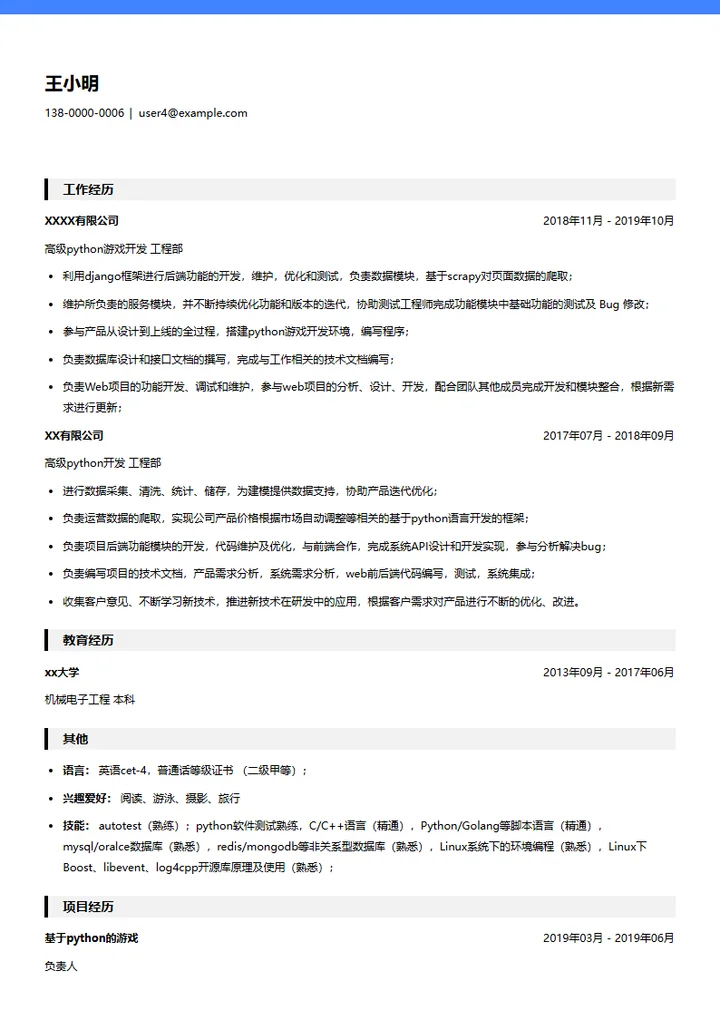 王小明
138-0000-0006 | user4@example.com
工作经历
XXXX有限公司 2018年11月 - 2019年10月
高级python游戏开发 工程部
• 利用django框架进行后端功能的开发，维护，优化和测试，负责数据模块，基于scrapy对页面数据的爬取；
• 维护所负责的服务模块，并不断持续优化功能和版本的迭代，协助测试工程师完成功能模块中基础功能的测试及 Bug 修改；
• 参与产品从设计到上线的全过程，搭建python游戏开发环境，编写程序；
• 负责数据库设计和接口文档的撰写，完成与工作相关的技术文档编写；
• 负责Web项目的功能开发、调试和维护，参与web项目的分析、设计、开发，配合团队其他成员完成开发和模块整合，根据新需
求进行更新；
XX有限公司 2017年07月 - 2018年09月
高级python开发 工程部
• 进行数据采集、清洗、统计、储存，为建模提供数据支持，协助产品迭代优化；
• 负责运营数据的爬取，实现公司产品价格根据市场自动调整等相关的基于python语言开发的框架；
• 负责项目后端功能模块的开发，代码维护及优化，与前端合作，完成系统API设计和开发实现，参与分析解决bug；
• 负责编写项目的技术文档，产品需求分析，系统需求分析，web前后端代码编写，测试，系统集成；
• 收集客户意见、不断学习新技术，推进新技术在研发中的应用，根据客户需求对产品进行不断的优化、改进。
教育经历
xx大学 2013年09月 - 2017年06月
机械电子工程 本科
其他
• 语言： 英语cet-4，普通话等级证书 （二级甲等）；
• 兴趣爱好： 阅读、游泳、摄影、旅行
• 技能： autotest（熟练）；python软件测试熟练，C/C++语言（精通）, Python/Golang等脚本语言（精通）,
mysql/oralce数据库（熟悉）, redis/mongodb等非关系型数据库（熟悉）, Linux系统下的环境编程（熟悉）, Linux下
Boost、libevent、log4cpp开源库原理及使用（熟悉）；
项目经历
基于python的游戏 2019年03月 - 2019年06月
负责人